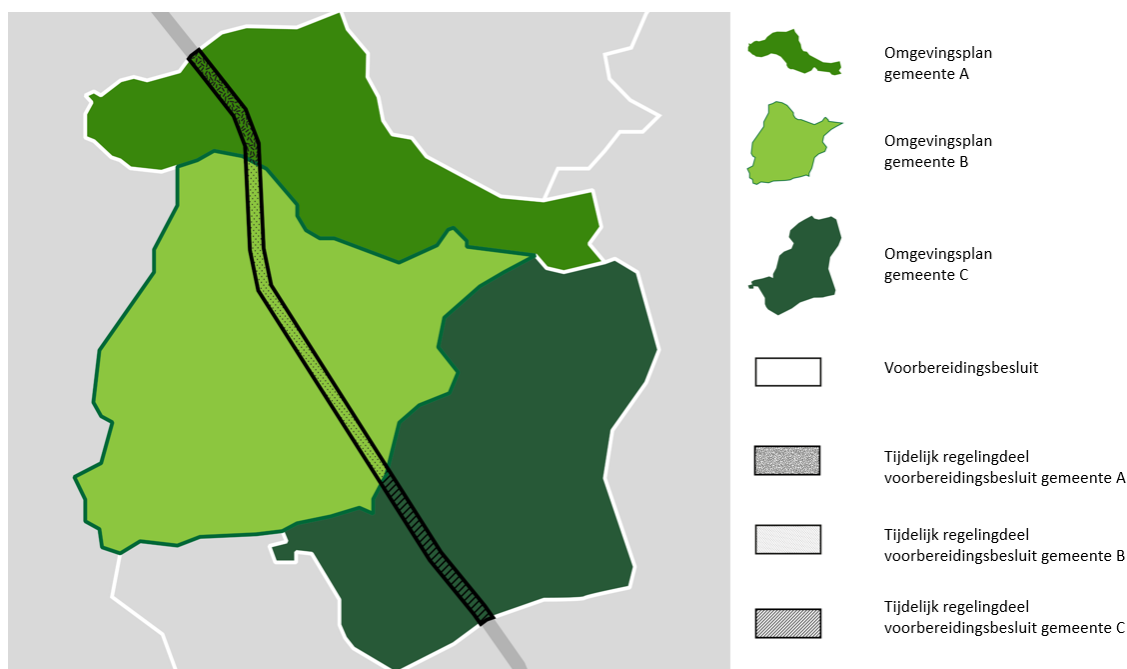 Omgevingsplan
gemeente A
Omgevingsplan
gemeente B
Omgevingsplan
gemeente C
Voorbereidingsbesluit
Tijdelijk regelingdeel
voorbereidingsbesluit gemeente A
Tijdelijk regelingdeel
voorbereidingsbesluit gemeente B
Tijdelijk regelingdeel
voorbereidingsbesluit gemeente C